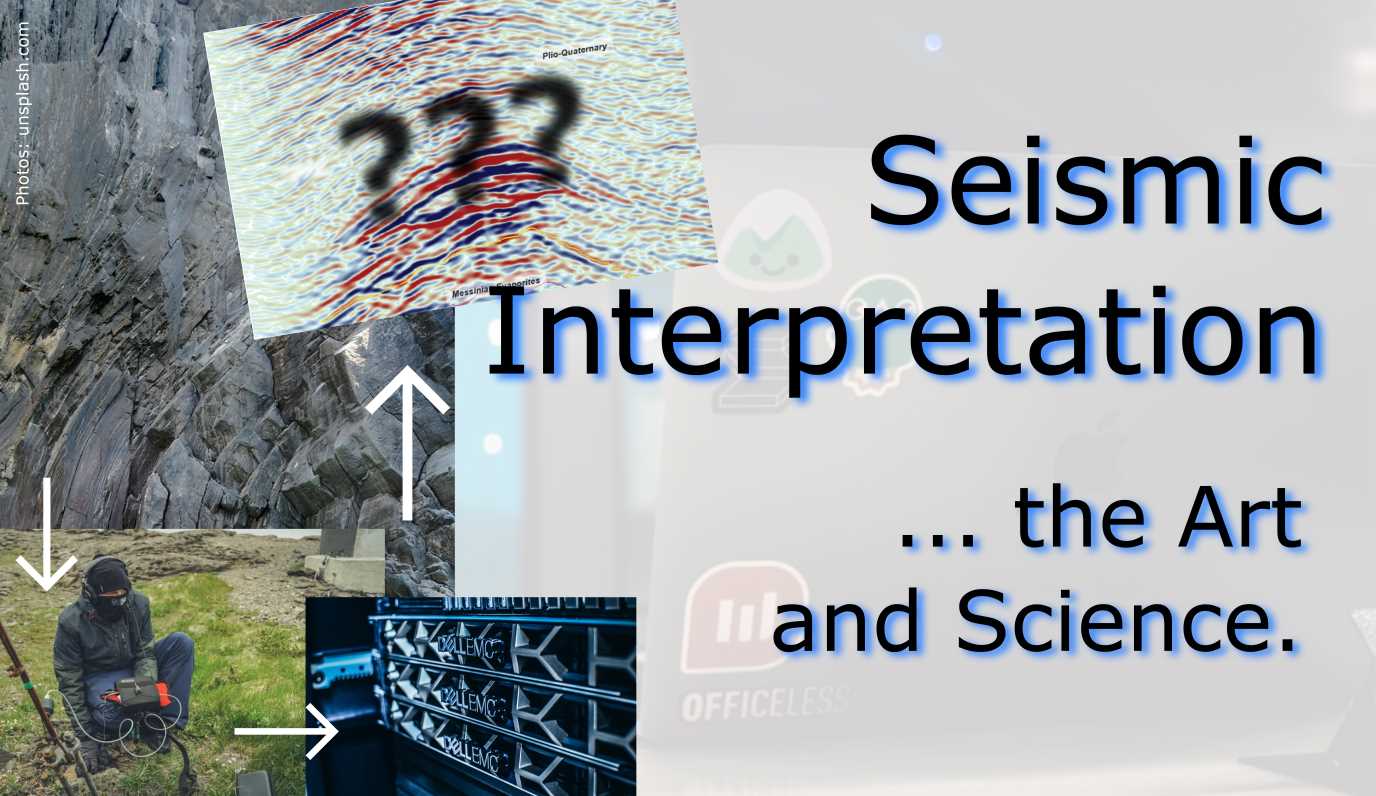 Photos: unsplash.com
Plio-Quaternary
???
Messinian Evaporites
Seismic
Interpretation
... the Art
and Science.
OFFICELESS
DELLEMC
DELLEMC
DELLEMC